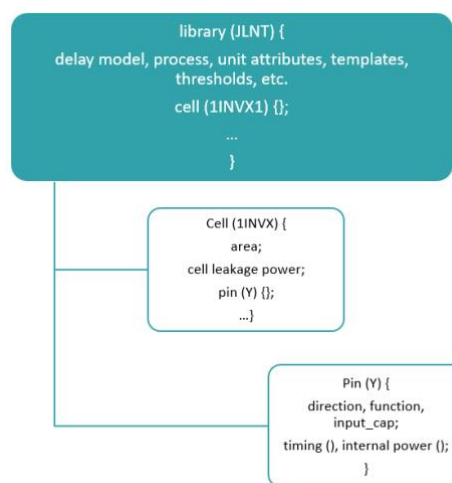 library (JLNT) {
delay model, process, unit attributes, templates,
thresholds, etc.
cell (1INVX1) {};
...
}
Cell (1INVX) {
area;
cell leakage power;
pin (Y) {};
...}
Pin (Y) {
direction, function,
input_cap;
timing (), internal power ();
}